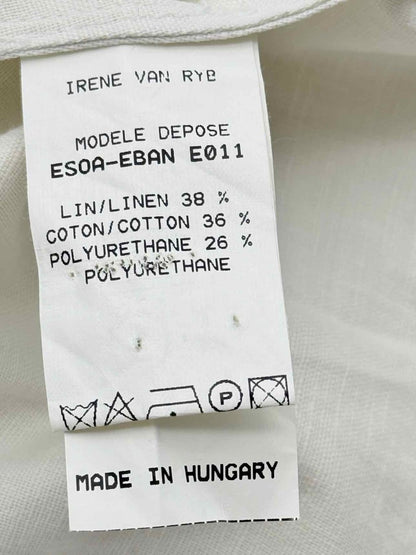 IRENE VAN RYB
MODELE DEPOSE
ESOA-EBAN E011
LIN/LINEN 38 %
COTON/COTTON 36 %
POLYURETHANE 26 %
POLYURETHANE
P
MADE IN HUNGARY